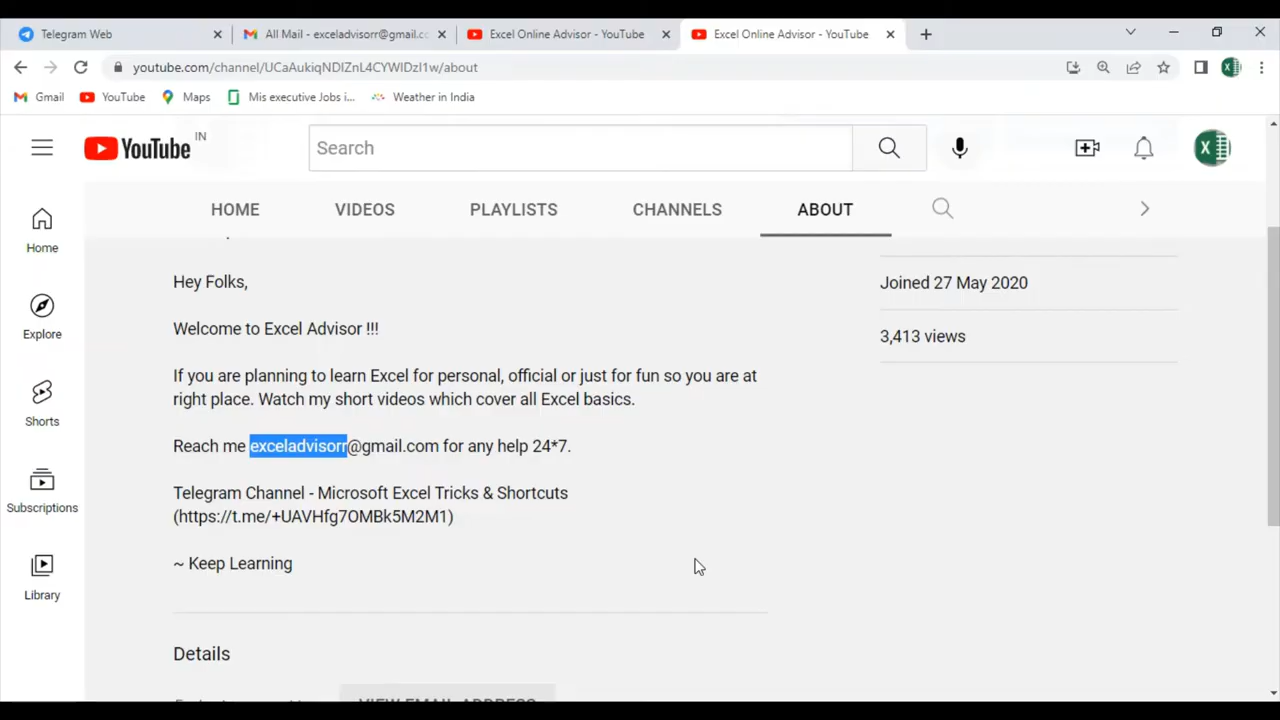 Telegram Web
All Mail - exceladvisorr@gmail.co
Excel Online Advisor - YouTube
Excel Online Advisor - YouTube
youtube.com/channel/UCaAukiqNDIZnL4CYWIDzI1w/about
Gmail
YouTube
Maps
Mis executive Jobs i...
Weather in India
YouTube
IN
Search
HOME
VIDEOS
PLAYLISTS
CHANNELS
ABOUT
Home
Explore
Shorts
Subscriptions
Library
Hey Folks,
Welcome to Excel Advisor !!!
If you are planning to learn Excel for personal, official or just for fun so you are at
right place. Watch my short videos which cover all Excel basics.
Reach me exceladvisorr@gmail.com for any help 24*7.
Telegram Channel - Microsoft Excel Tricks & Shortcuts
(https://t.me/+UAVHfg7OMBk5M2M1)
~ Keep Learning
Details
VIEW EMAIL ADDRESS
Joined 27 May 2020
3,413 views